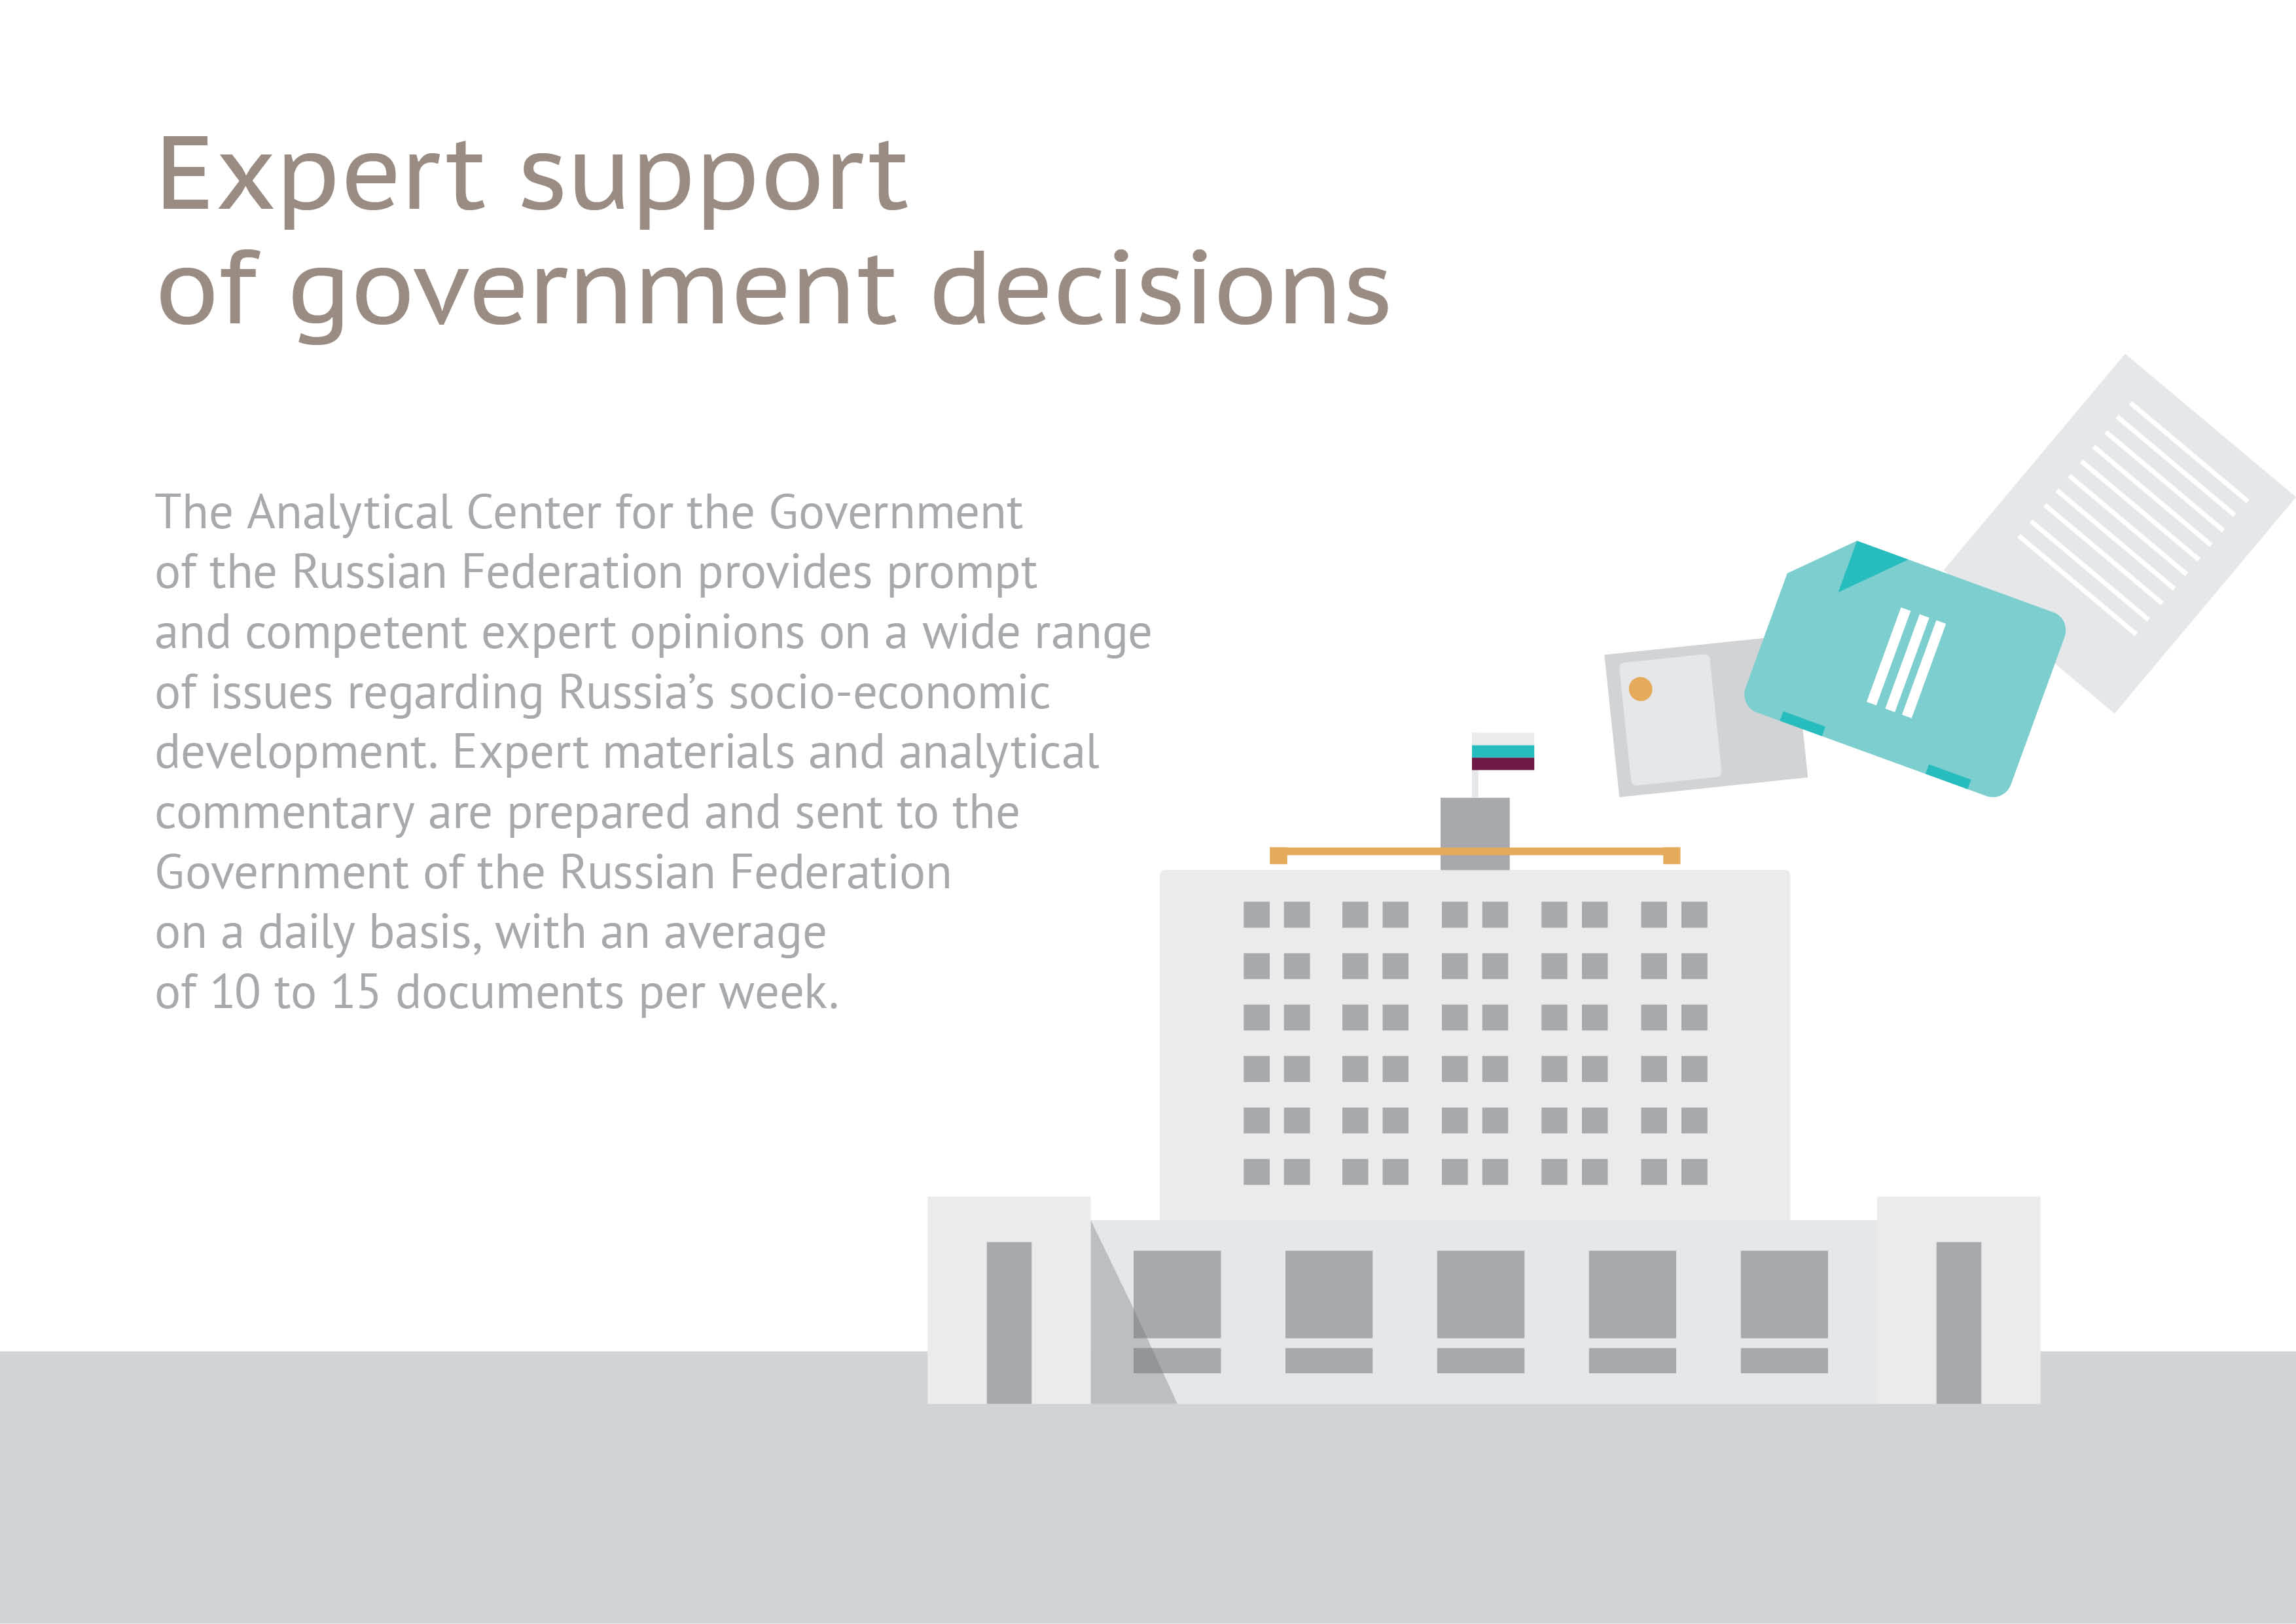 Expert support
of government decisions
The Analytical Center for the Government
of the Russian Federation provides prompt
and competent expert opinions on a wide range
of issues regarding Russia’s socio-economic
development. Expert materials and analytical
commentary are prepared and sent to the
Government of the Russian Federation
on a daily basis, with an average
of 10 to 15 documents per week.